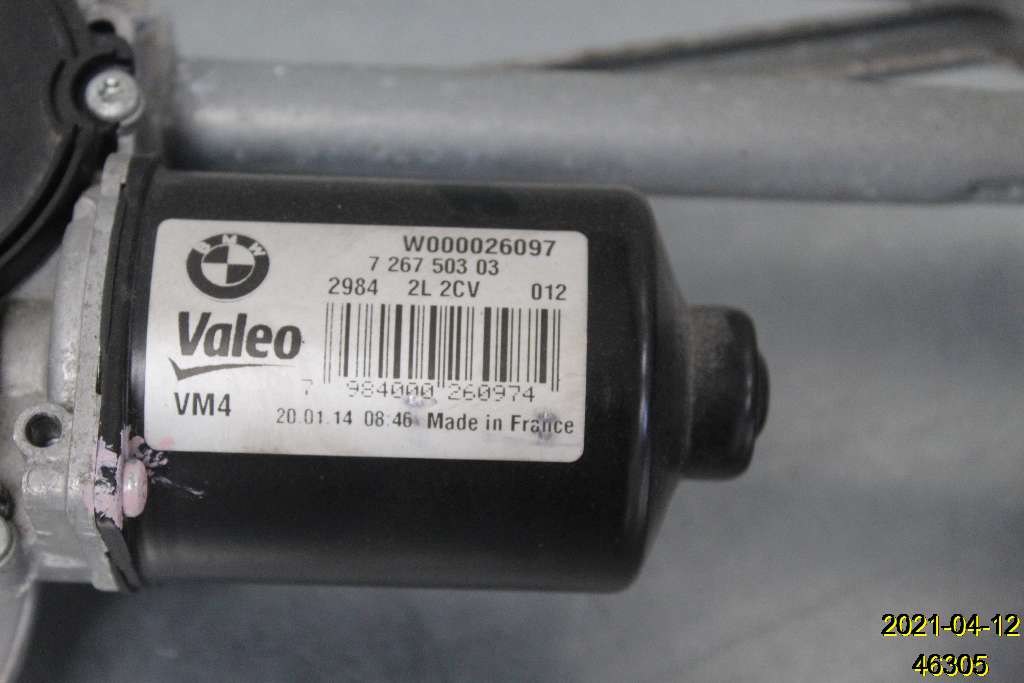 BMW
W000026097
7 267 503 03
2984 2L 2CV 012
Valeo
7 984000 260974
VM4
20.01.14 08:46 Made in France
2021-04-12
46305